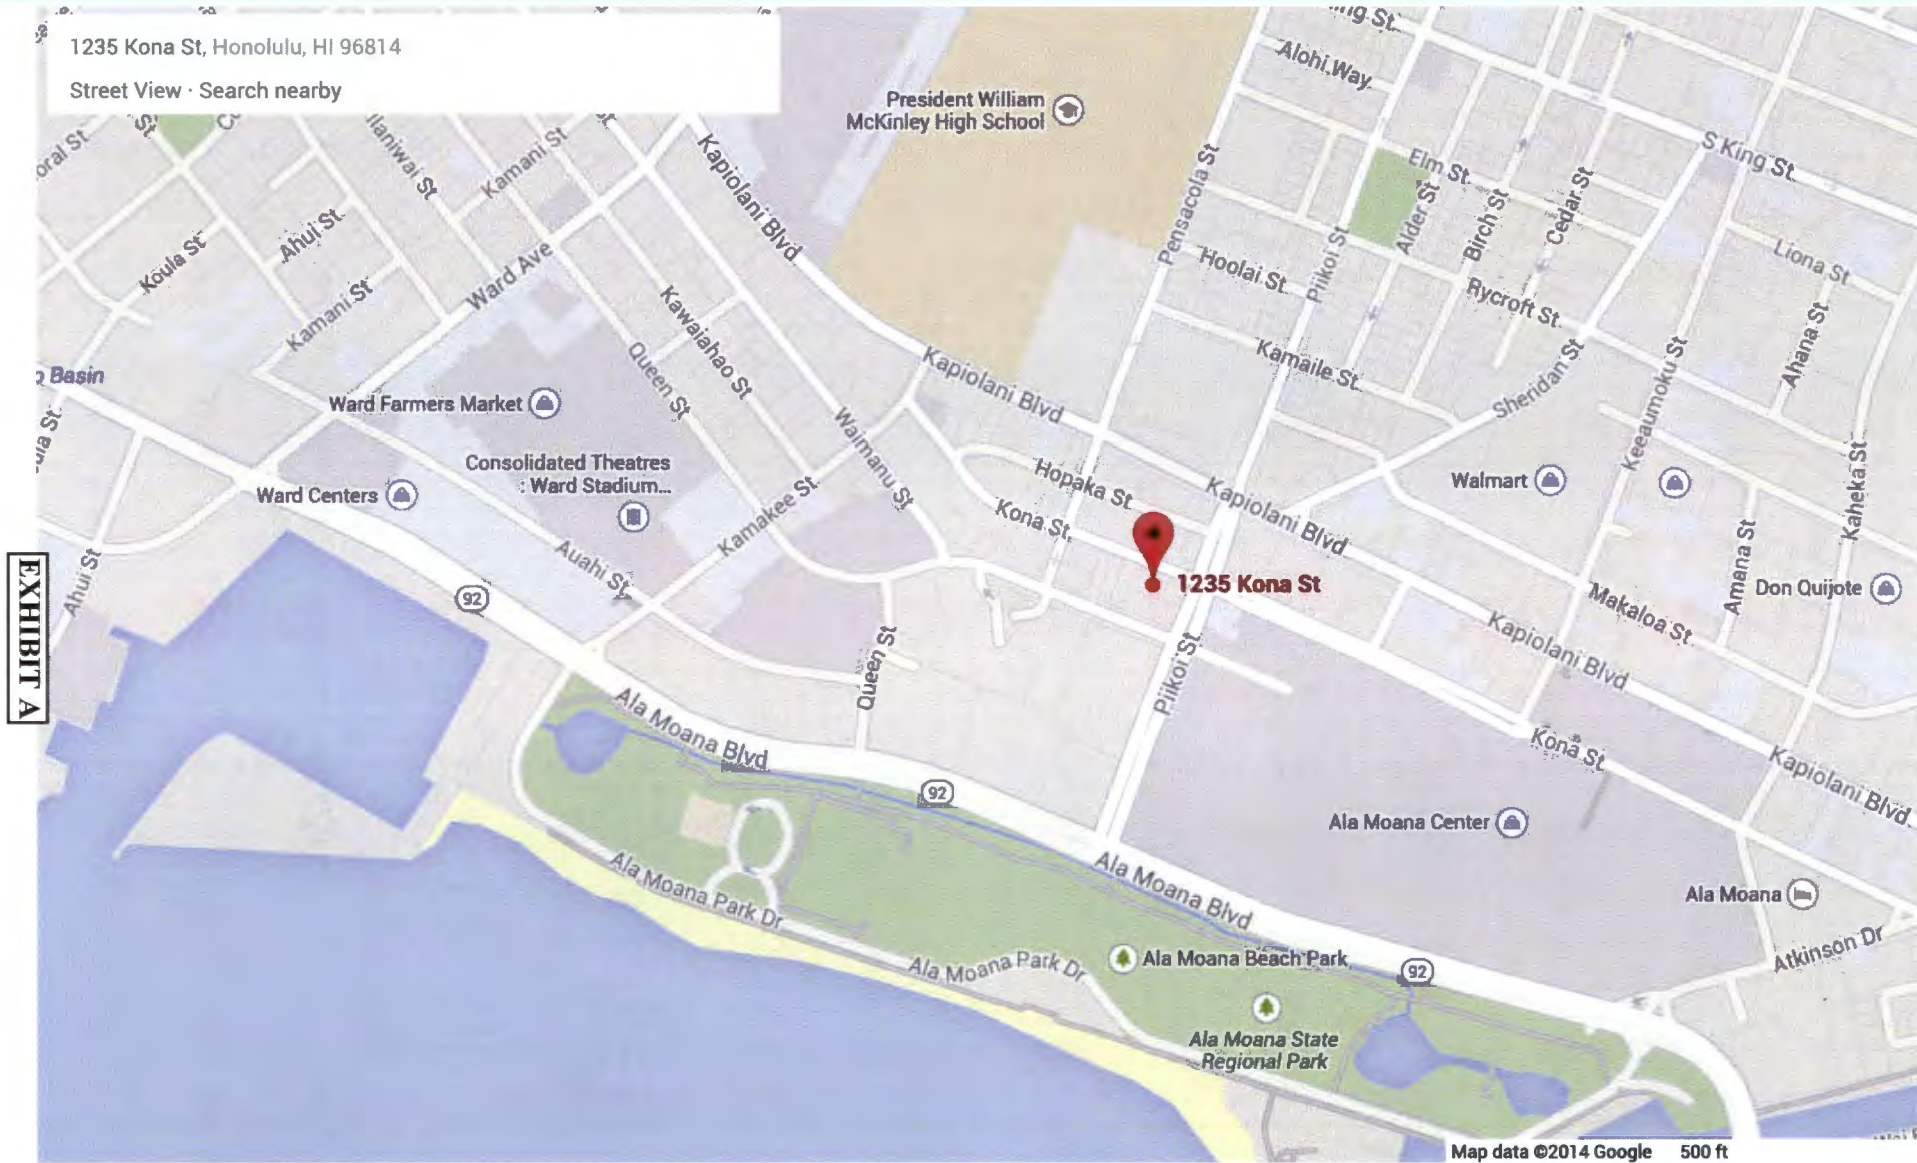 1235 Kona St, Honolulu, HI 96814
Street View · Search nearby
EXHIBIT A
President William
McKinley High School
Alohi Way
S King St.
Elm St.
Alder St
Birch St
Cedar St
Liona St
Ahana St
Pensacola St
Piikoi St
Hoolai St.
Rycroft St.
Kamaile St.
Sheridan St
Keeaumoku St
Kaheka St
Kamani St
Kapiolani Blvd
Ahui St.
Koula St
Kamani St
Ward Ave
Kawaiahao St
Queen St
Basin
Ward Farmers Market
Kapiolani Blvd
Waimanu St
Consolidated Theatres
: Ward Stadium...
Ward Centers
Kamakee St
Hopaka St
Kona St.
Kapiolani Blvd
Walmart
Amana St
Auahi St
92
Ahui St
1235 Kona St
Makaloa St
Don Quijote
Kapiolani Blvd
Queen St
Piikoi St
Ala Moana Blvd
92
Kona St
Kapiolani Blvd.
Ala Moana Center
Ala Moana Park Dr
Ala Moana Blvd
Ala Moana
Atkinson Dr
Ala Moana Park Dr
Ala Moana Beach Park
92
Ala Moana State
Regional Park
Map data ©2014 Google 500 ft